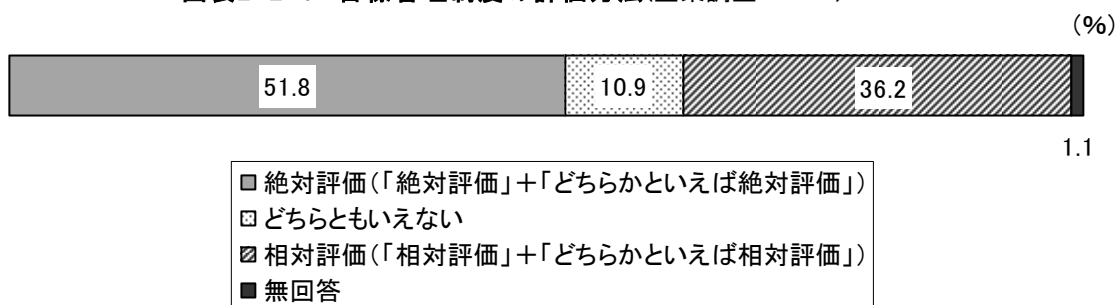 (%)
51.8 10.9 36.2
1.1
絶対評価(「絶対評価」+「どちらかといえば絶対評価」)
どちらともいえない
相対評価(「相対評価」+「どちらかといえば相対評価」)
無回答